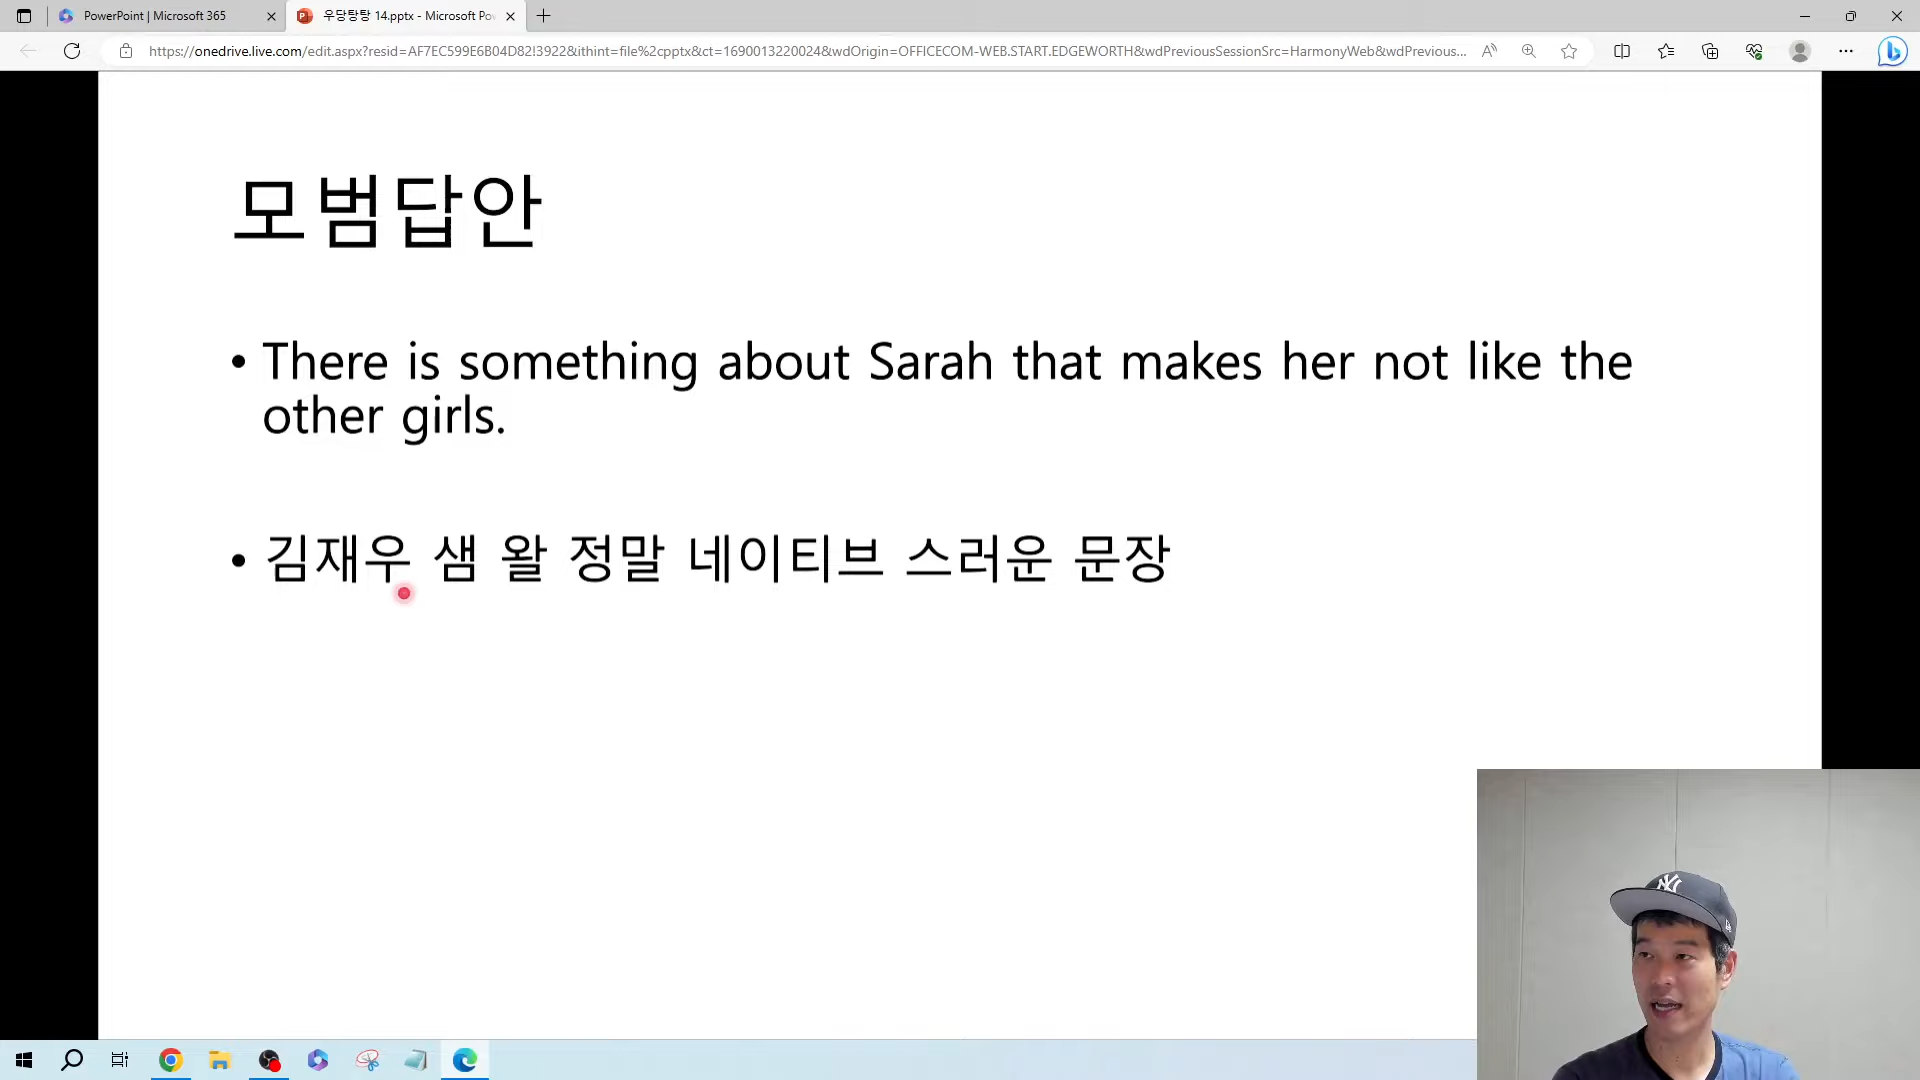 PowerPoint | Microsoft 365
우당탕탕 14.pptx - Microsoft Po
https://onedrive.live.com/edit.aspx?resid=AF7EC599E6B04D82!3922&ithint=file%2cpptx&ct=1690013220024&wdOrigin=OFFICECOM-WEB.START.EDGEWORTH&wdPreviousSessionSrc=HarmonyWeb&wdPrevious...
모범답안
• There is something about Sarah that makes her not like the
other girls.
• 김재우 샘 왈 정말 네이티브 스러운 문장
NY